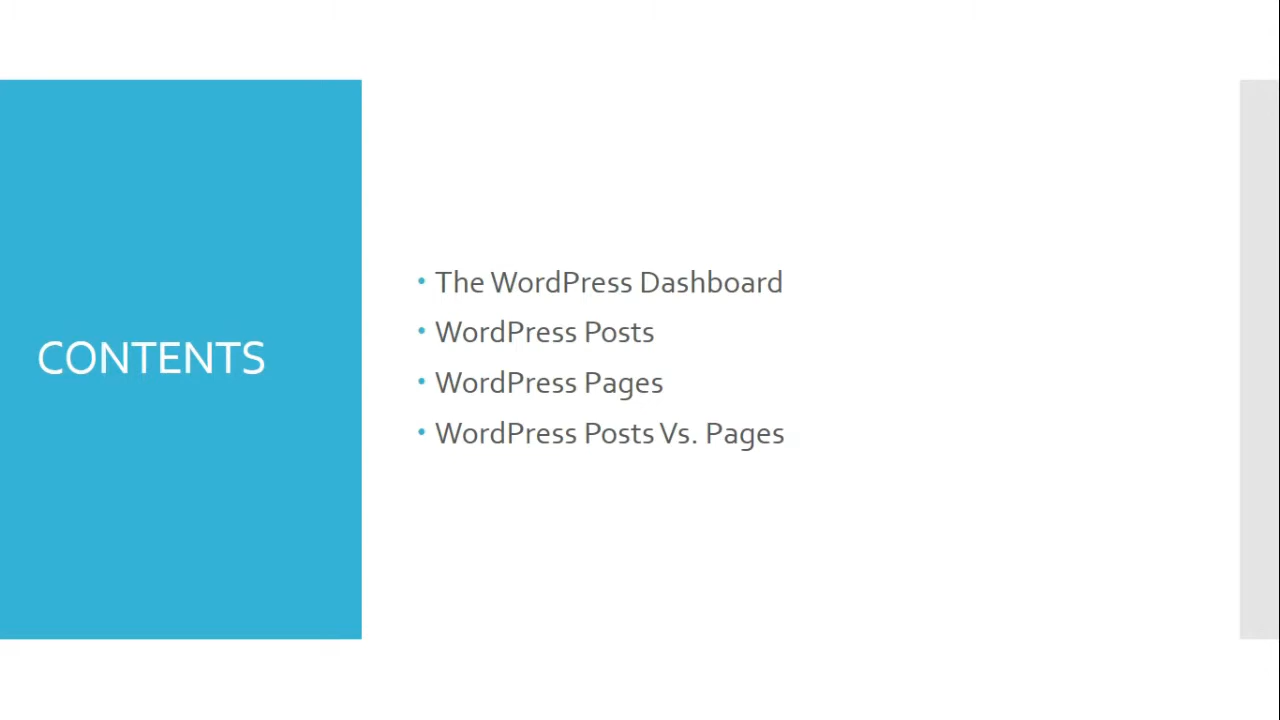 CONTENTS
• The WordPress Dashboard
• WordPress Posts
• WordPress Pages
• WordPress Posts Vs. Pages